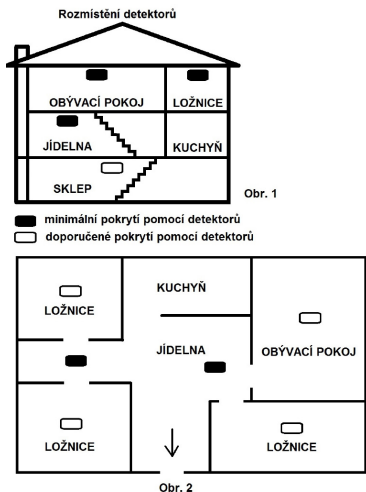 Rozmístění detektorů
OBÝVACÍ POKOJ
LOŽNICE
JÍDELNA
KUCHYŇ
SKLEP
Obr. 1
minimální pokrytí pomocí detektorů
doporučené pokrytí pomocí detektorů
KUCHYŇ
LOŽNICE
JÍDELNA
OBÝVACÍ POKOJ
LOŽNICE
LOŽNICE
Obr. 2